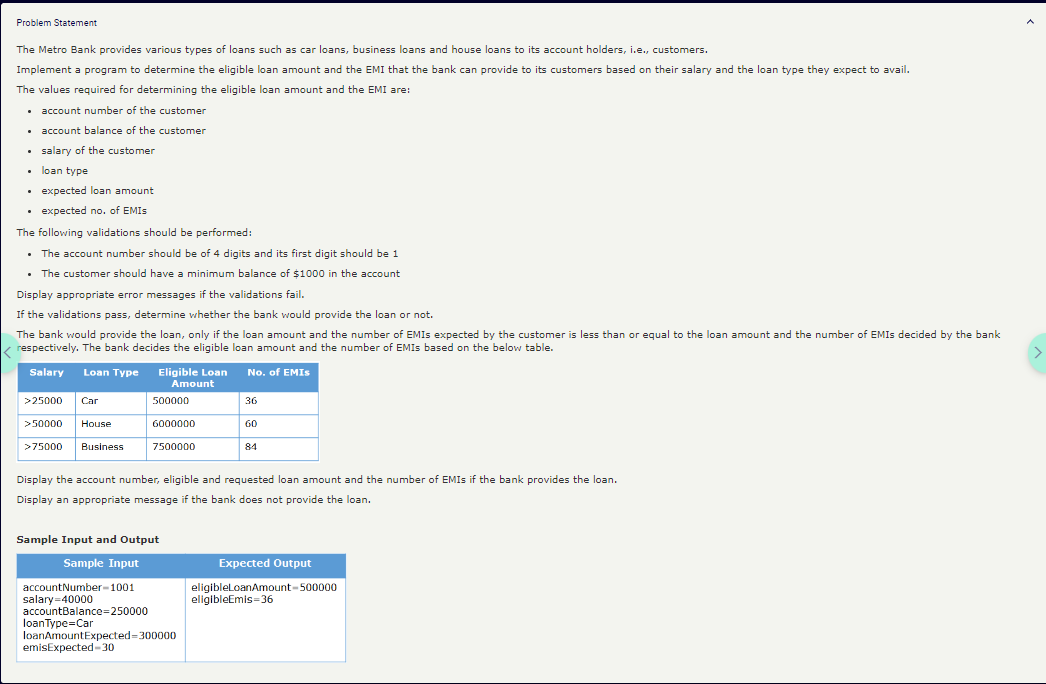 Problem Statement
The Metro Bank provides various types of loans such as car loans, business loans and house loans to its account holders, i.e., customers.
Implement a program to determine the eligible loan amount and the EMI that the bank can provide to its customers based on their salary and the loan type they expect to avail.
The values required for determining the eligible loan amount and the EMI are:
• account number of the customer
• account balance of the customer
• salary of the customer
• loan type
• expected loan amount
• expected no. of EMIs
The following validations should be performed:
• The account number should be of 4 digits and its first digit should be 1
• The customer should have a minimum balance of $1000 in the account
Display appropriate error messages if the validations fail.
If the validations pass, determine whether the bank would provide the loan or not.
The bank would provide the loan, only if the loan amount and the number of EMIs expected by the customer is less than or equal to the loan amount and the number of EMIs decided by the bank
respectively. The bank decides the eligible loan amount and the number of EMIs based on the below table.
Salary Loan Type Eligible Loan Amount No. of EMIs
>25000 Car 500000 36
>50000 House 6000000 60
>75000 Business 7500000 84
Display the account number, eligible and requested loan amount and the number of EMIs if the bank provides the loan.
Display an appropriate message if the bank does not provide the loan.
Sample Input and Output
Sample Input Expected Output
accountNumber=1001 eligibleLoanAmount=500000
salary=40000 eligibleEmis=36
accountBalance=250000
loanType=Car
loanAmountExpected=300000
emisExpected=30